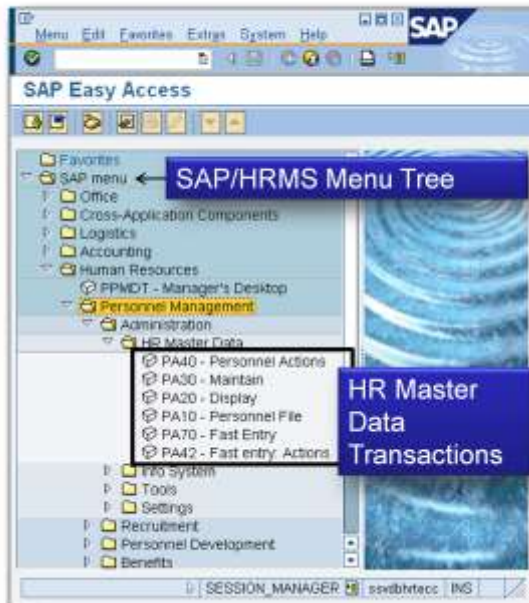 Menu Edit Favorites Extras System Help
SAP
SAP Easy Access
Favorites
SAP menu
SAP/HRMS Menu Tree
Office
Cross-Application Components
Logistics
Accounting
Human Resources
PPMDT - Manager's Desktop
Personnel Management
Administration
HR Master Data
PA40 - Personnel Actions
PA30 - Maintain
PA20 - Display
PA10 - Personnel File
PA70 - Fast Entry
PA42 - Fast entry: Actions
HR Master
Data
Transactions
Info System
Tools
Settings
Recruitment
Personnel Development
Benefits
SESSION_MANAGER
INS